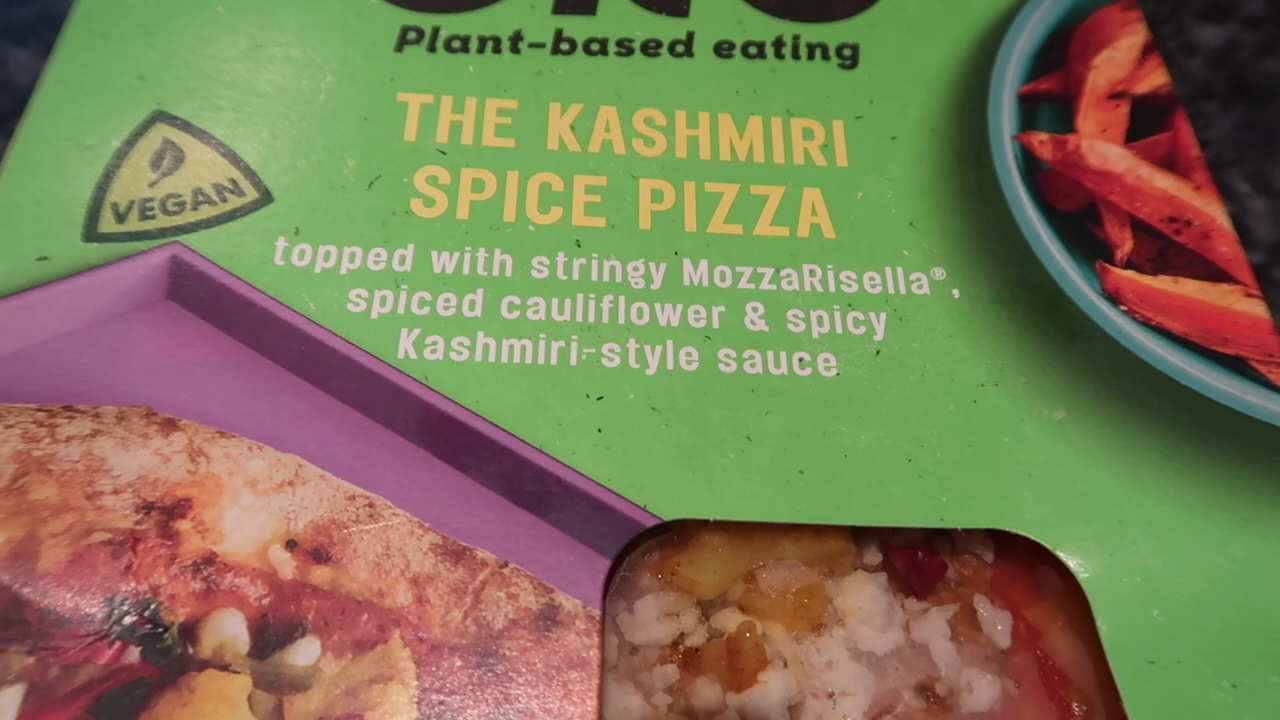 Plant-based eating
THE KASHMIRI
SPICE PIZZA
VEGAN
topped with stringy MozzaRisella®,
spiced cauliflower & spicy
Kashmiri-style sauce